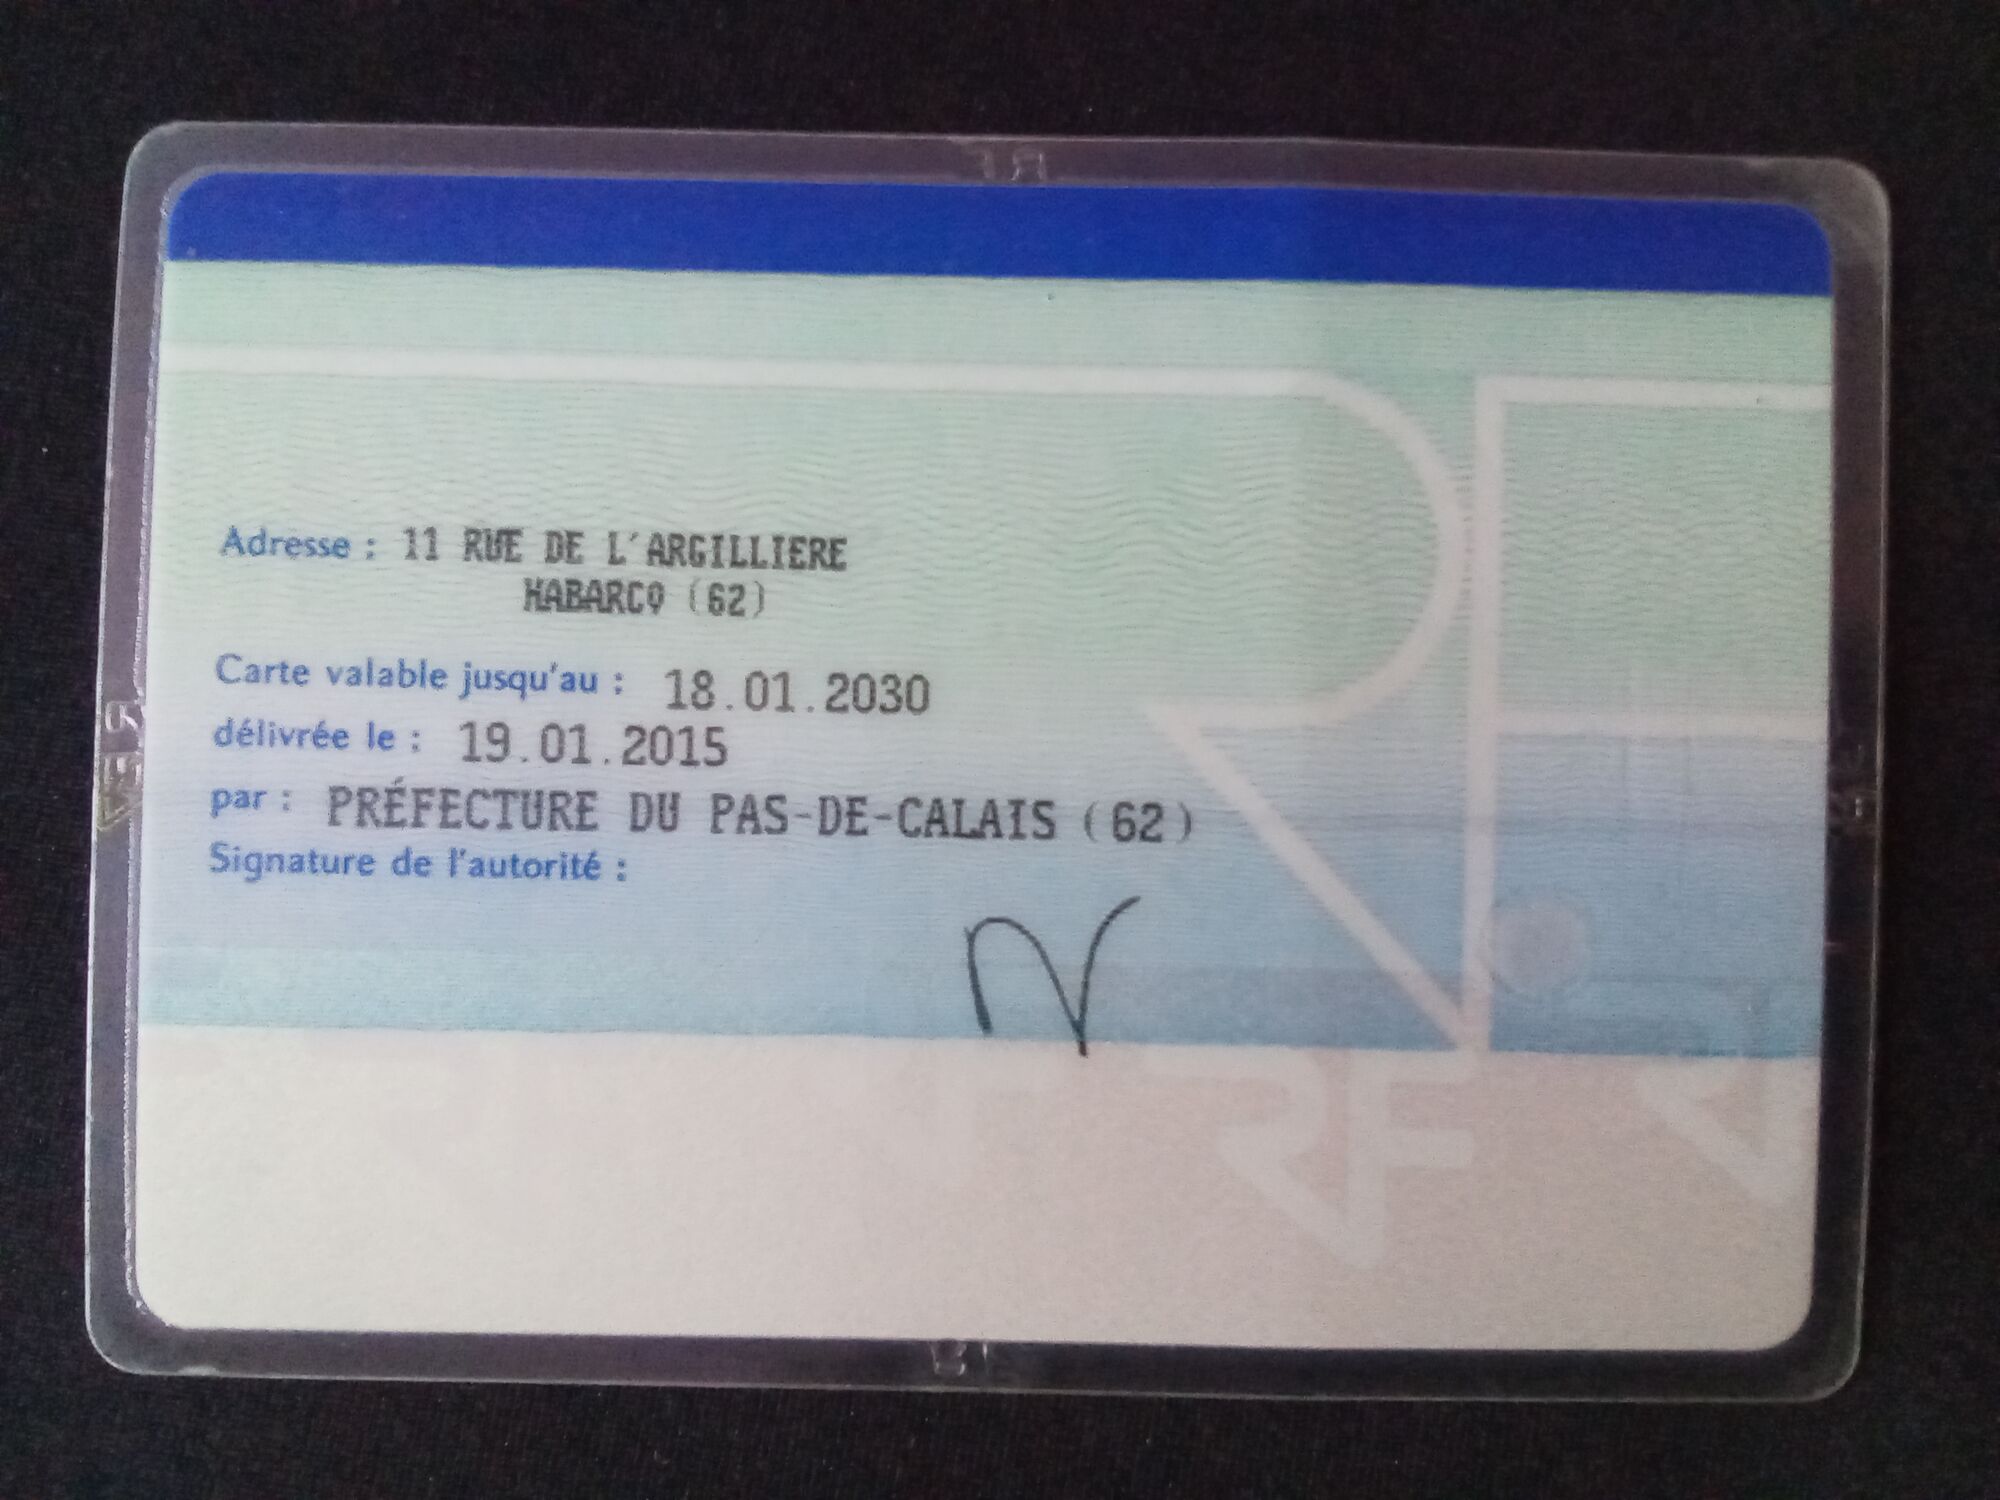 Adresse : 11 RUE DE L'ARGILLIERE
HABARCQ (62)
Carte valable jusqu'au : 18.01.2030
délivrée le : 19.01.2015
par : PRÉFECTURE DU PAS-DE-CALAIS (62)
Signature de l'autorité :
RF